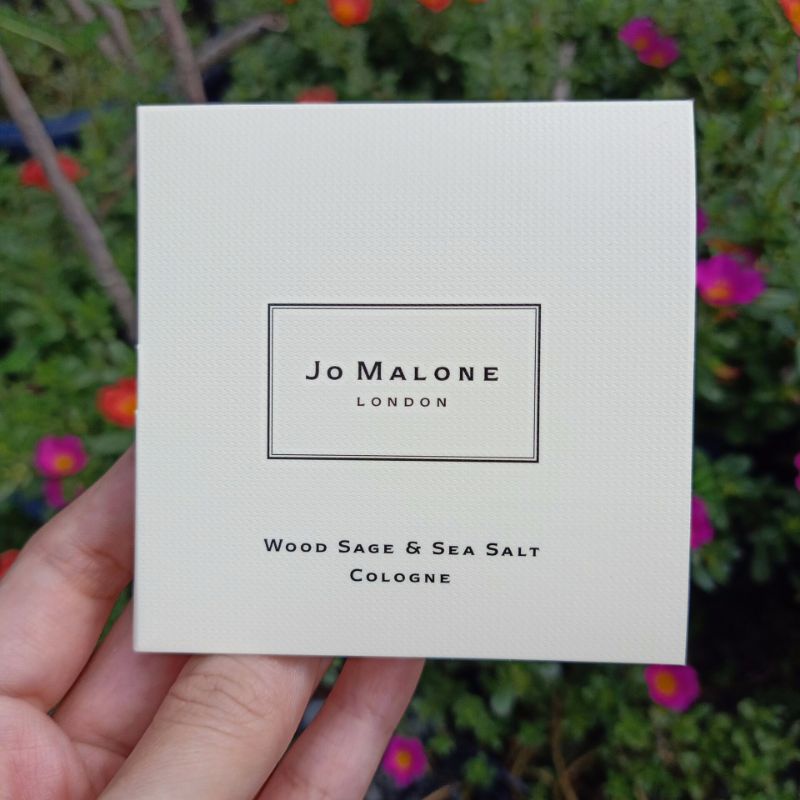 Jo Malone
LONDON
Wood Sage & Sea Salt
Cologne